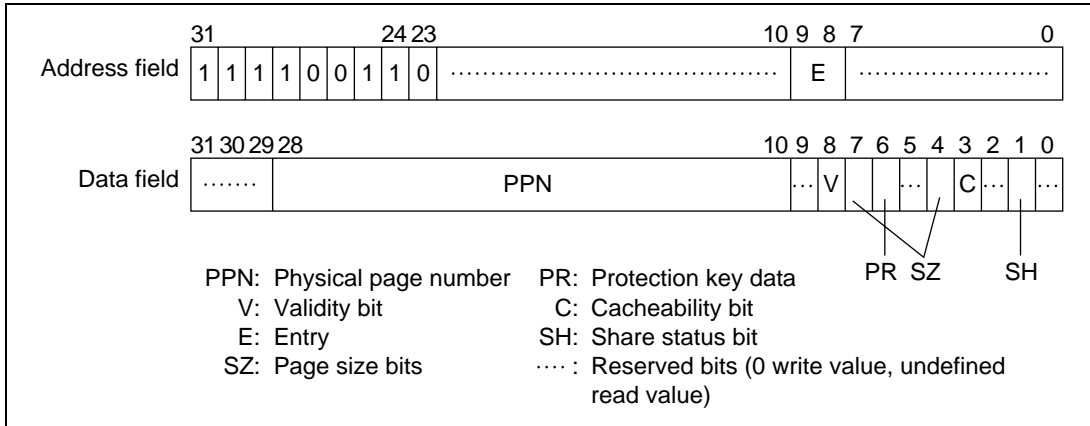 31 24 23 10 9 8 7 0
Address field 1 1 1 1 0 0 1 1 0 ................ E ................
31 30 29 28 10 9 8 7 6 5 4 3 2 1 0
Data field ....... PPN ... V ... C ... ...
PR SZ SH
PPN: Physical page number PR: Protection key data
V: Validity bit C: Cacheability bit
E: Entry SH: Share status bit
SZ: Page size bits ···· : Reserved bits (0 write value, undefined
read value)